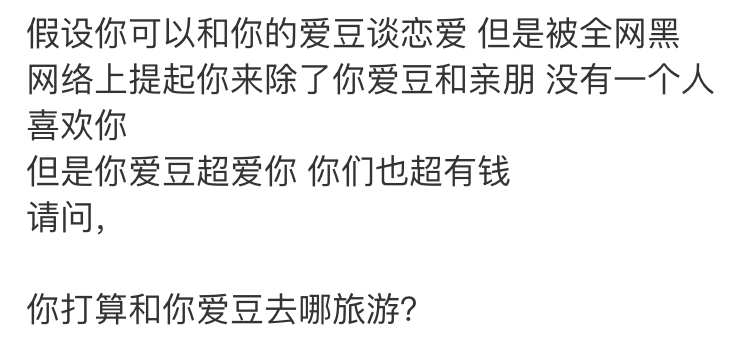 假设你可以和你的爱豆谈恋爱 但是被全网黑
网络上提起你来除了你爱豆和亲朋 没有一个人
喜欢你
但是你爱豆超爱你 你们也超有钱
请问，
你打算和你爱豆去哪旅游？